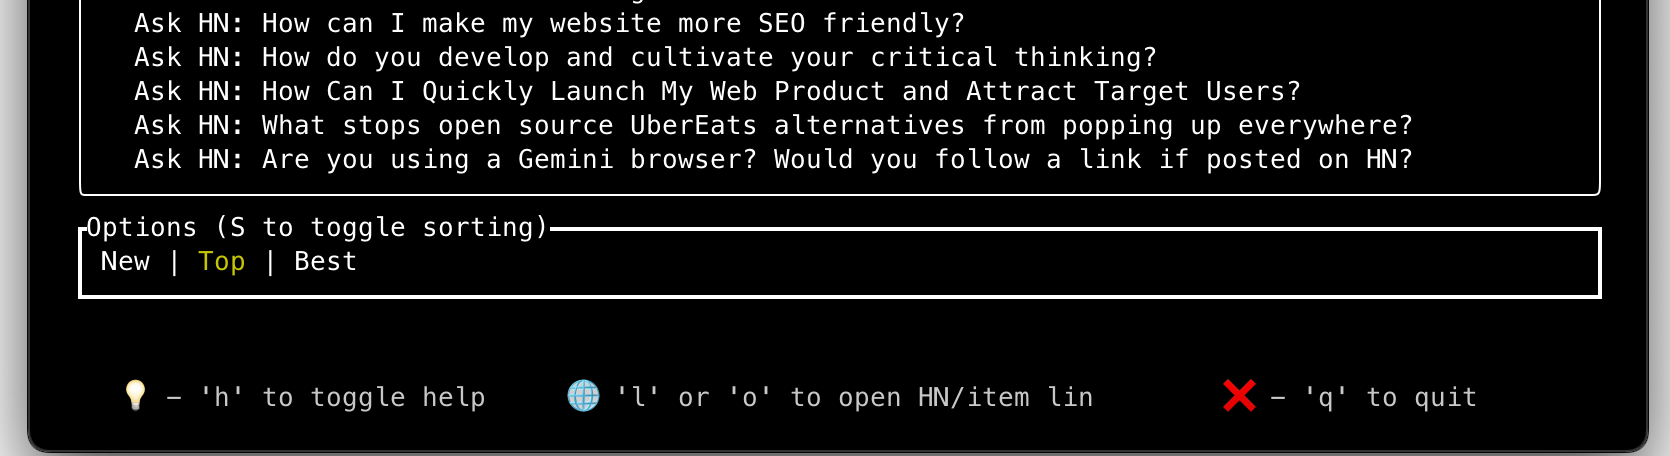 Ask HN: How can I make my website more SEO friendly?
Ask HN: How do you develop and cultivate your critical thinking?
Ask HN: How Can I Quickly Launch My Web Product and Attract Target Users?
Ask HN: What stops open source UberEats alternatives from popping up everywhere?
Ask HN: Are you using a Gemini browser? Would you follow a link if posted on HN?
Options (S to toggle sorting)
New | Top | Best
– 'h' to toggle help 'l' or 'o' to open HN/item lin – 'q' to quit